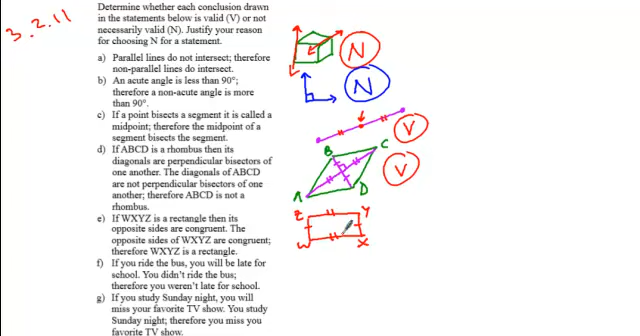 3.2.11
Determine whether each conclusion drawn
in the statements below is valid (V) or not
necessarily valid (N). Justify your reason
for choosing N for a statement.
a) Parallel lines do not intersect; therefore
non-parallel lines do intersect.
N
b) An acute angle is less than 90°;
therefore a non-acute angle is more
than 90°.
N
c) If a point bisects a segment it is called a
midpoint; therefore the midpoint of a
segment bisects the segment.
V
d) If ABCD is a rhombus then its
diagonals are perpendicular bisectors of
one another. The diagonals of ABCD
are not perpendicular bisectors of one
another; therefore ABCD is not a
rhombus.
B C
A D
V
e) If WXYZ is a rectangle then its
opposite sides are congruent. The
opposite sides of WXYZ are congruent;
therefore WXYZ is a rectangle.
Z Y
W X
f) If you ride the bus, you will be late for
school. You didn't ride the bus;
therefore you weren't late for school.
g) If you study Sunday night, you will
miss your favorite TV show. You study
Sunday night; therefore you miss your
favorite TV show.